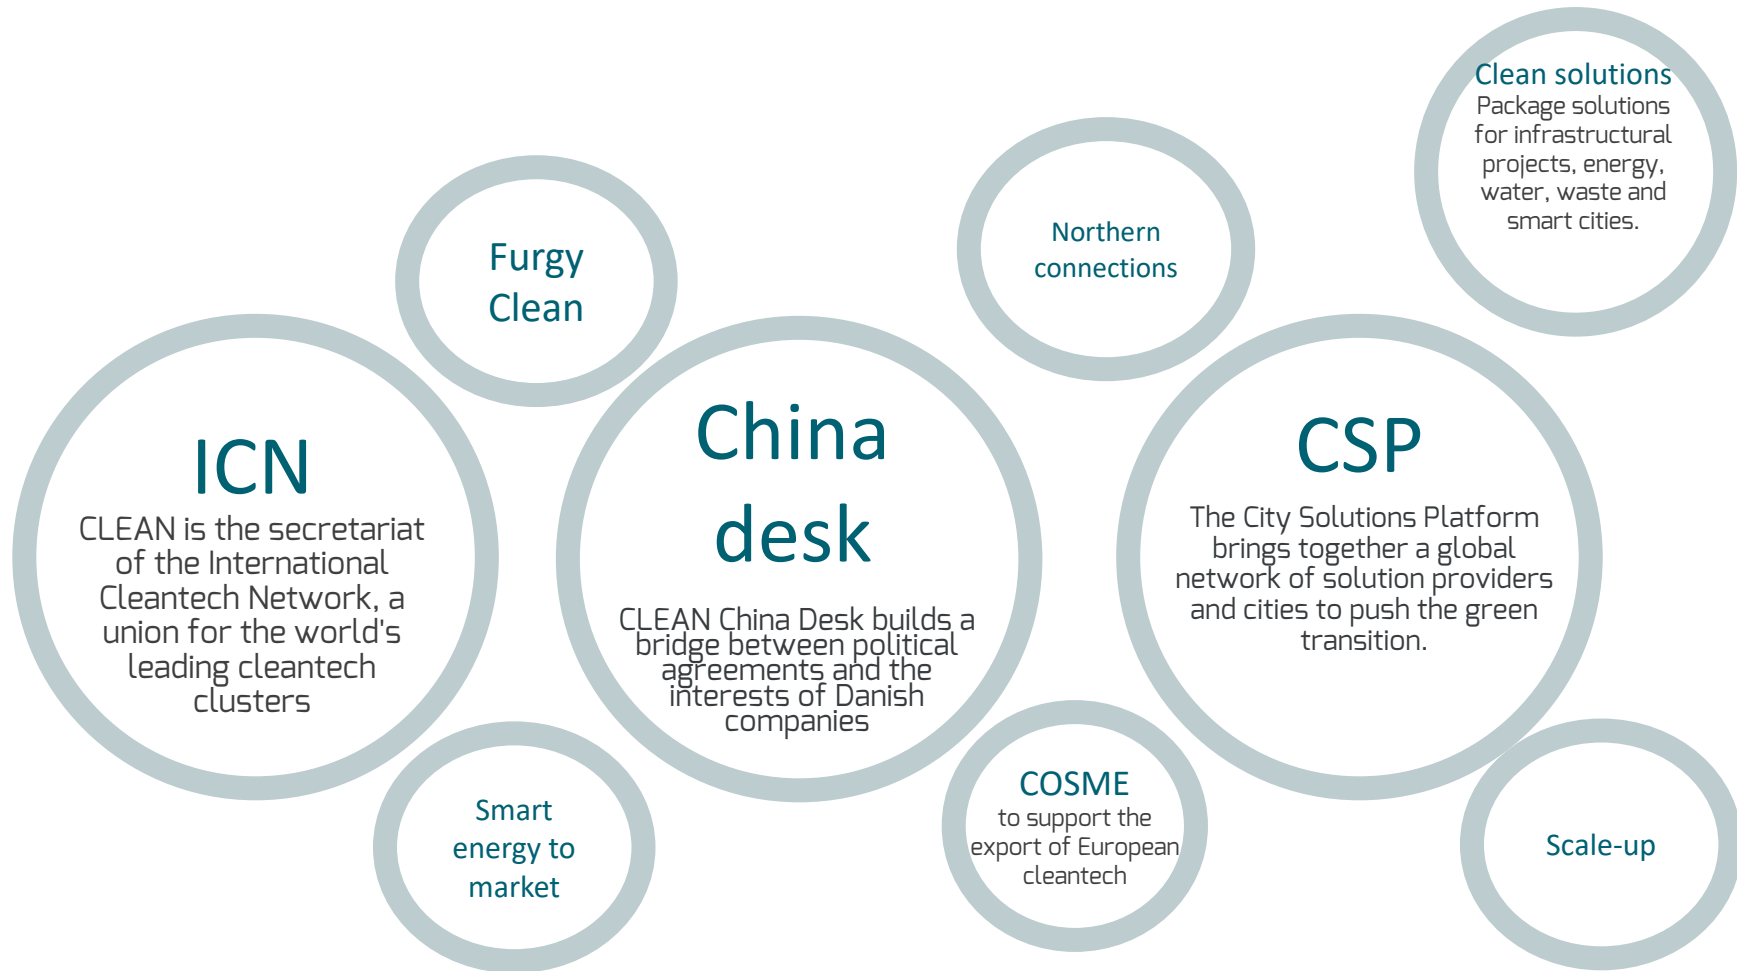 Clean solutions
Package solutions
for infrastructural
projects, energy,
water, waste and
smart cities.
Northern
connections
Furgy
Clean
ICN
CLEAN is the secretariat
of the International
Cleantech Network, a
union for the world's
leading cleantech
clusters
China
desk
CLEAN China Desk builds a
bridge between political
agreements and the
interests of Danish
companies
CSP
The City Solutions Platform
brings together a global
network of solution providers
and cities to push the green
transition.
Smart
energy to
market
COSME
to support the
export of European
cleantech
Scale-up